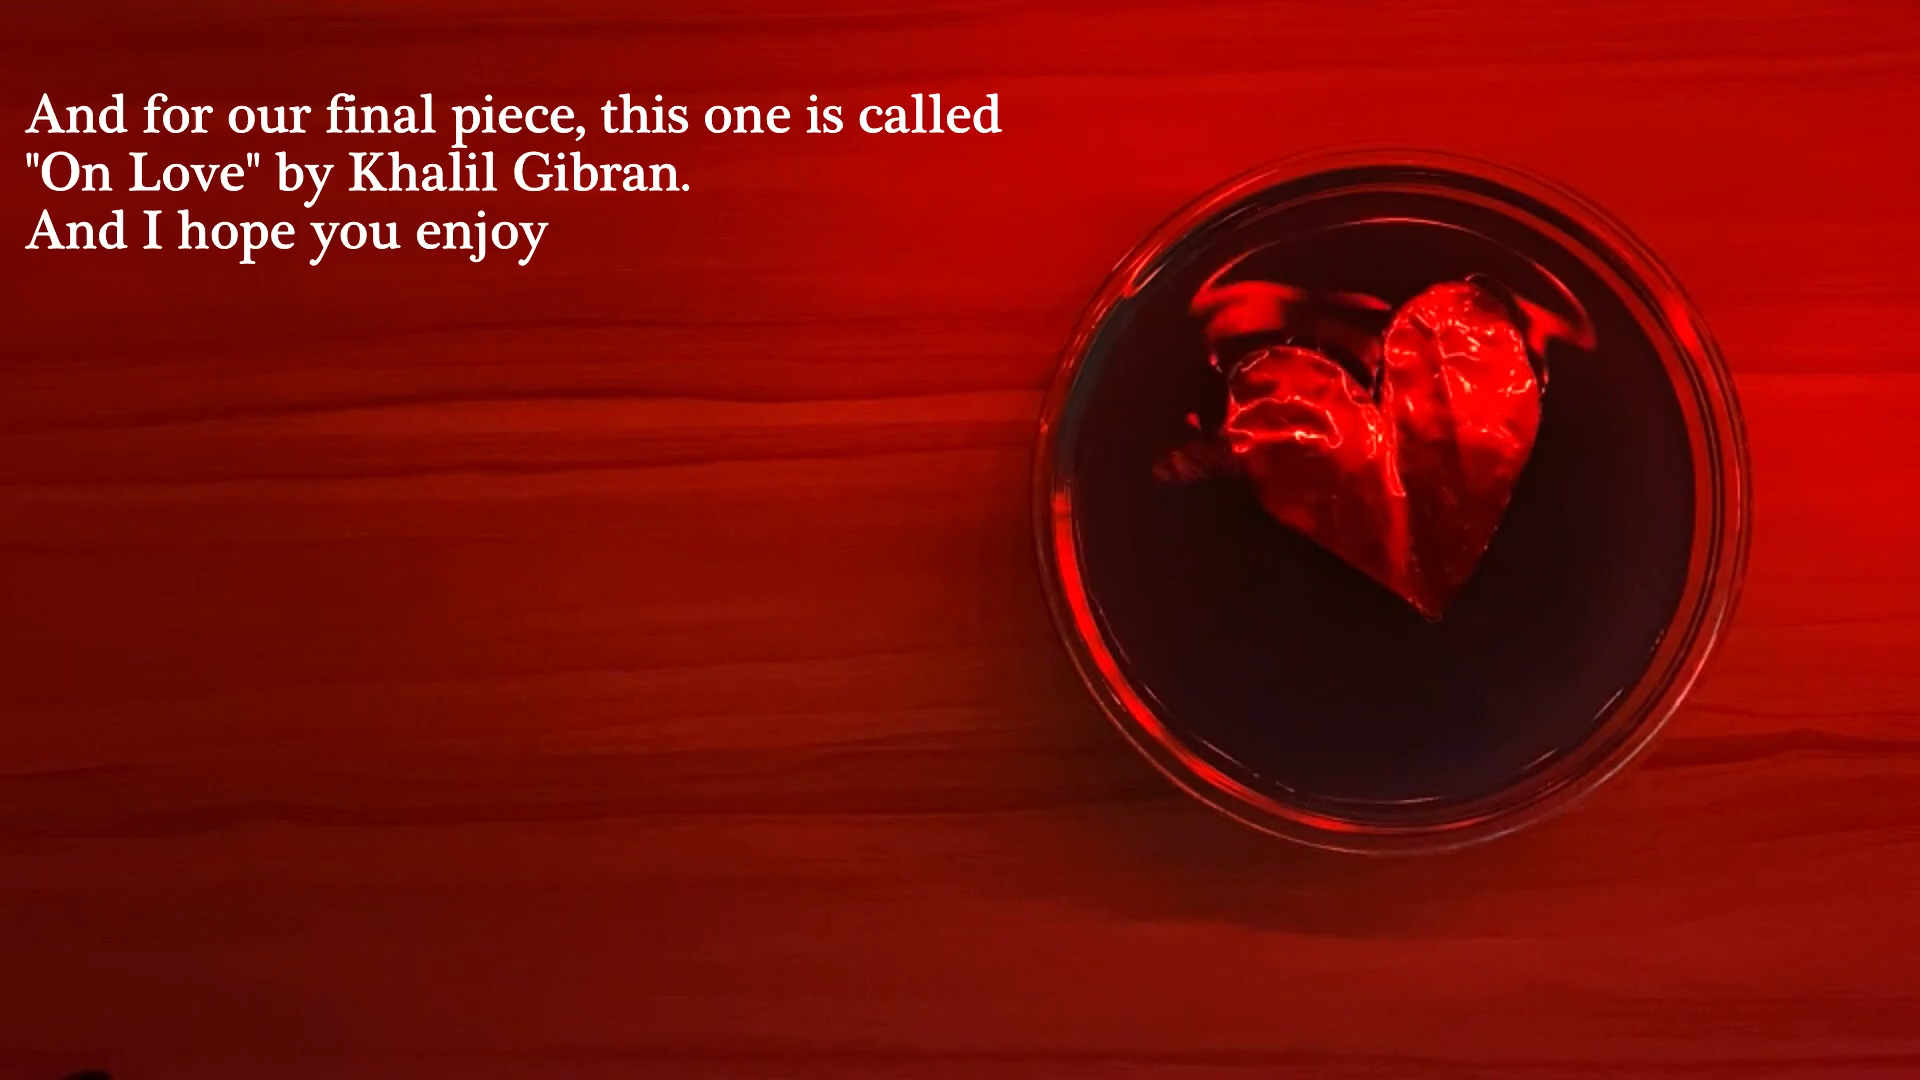 And for our final piece, this one is called
"On Love" by Khalil Gibran.
And I hope you enjoy